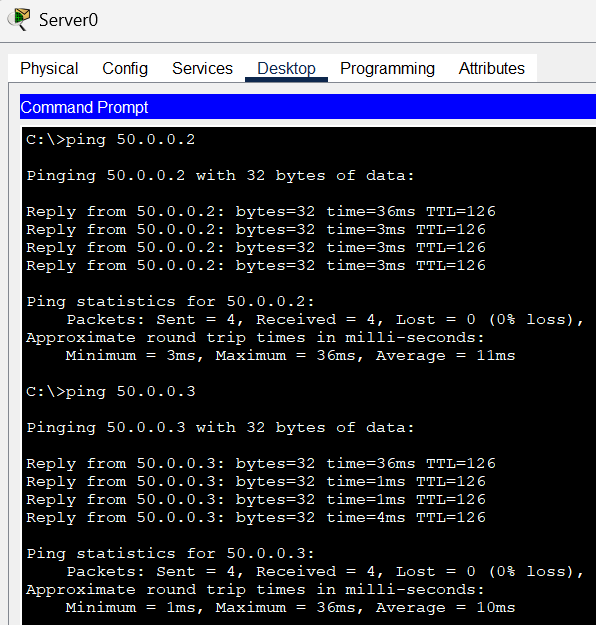 Server0
Physical Config Services Desktop Programming Attributes
Command Prompt
C:\>ping 50.0.0.2
Pinging 50.0.0.2 with 32 bytes of data:
Reply from 50.0.0.2: bytes=32 time=36ms TTL=126
Reply from 50.0.0.2: bytes=32 time=3ms TTL=126
Reply from 50.0.0.2: bytes=32 time=3ms TTL=126
Reply from 50.0.0.2: bytes=32 time=3ms TTL=126
Ping statistics for 50.0.0.2:
Packets: Sent = 4, Received = 4, Lost = 0 (0% loss),
Approximate round trip times in milli-seconds:
Minimum = 3ms, Maximum = 36ms, Average = 11ms
C:\>ping 50.0.0.3
Pinging 50.0.0.3 with 32 bytes of data:
Reply from 50.0.0.3: bytes=32 time=36ms TTL=126
Reply from 50.0.0.3: bytes=32 time=1ms TTL=126
Reply from 50.0.0.3: bytes=32 time=1ms TTL=126
Reply from 50.0.0.3: bytes=32 time=4ms TTL=126
Ping statistics for 50.0.0.3:
Packets: Sent = 4, Received = 4, Lost = 0 (0% loss),
Approximate round trip times in milli-seconds:
Minimum = 1ms, Maximum = 36ms, Average = 10ms